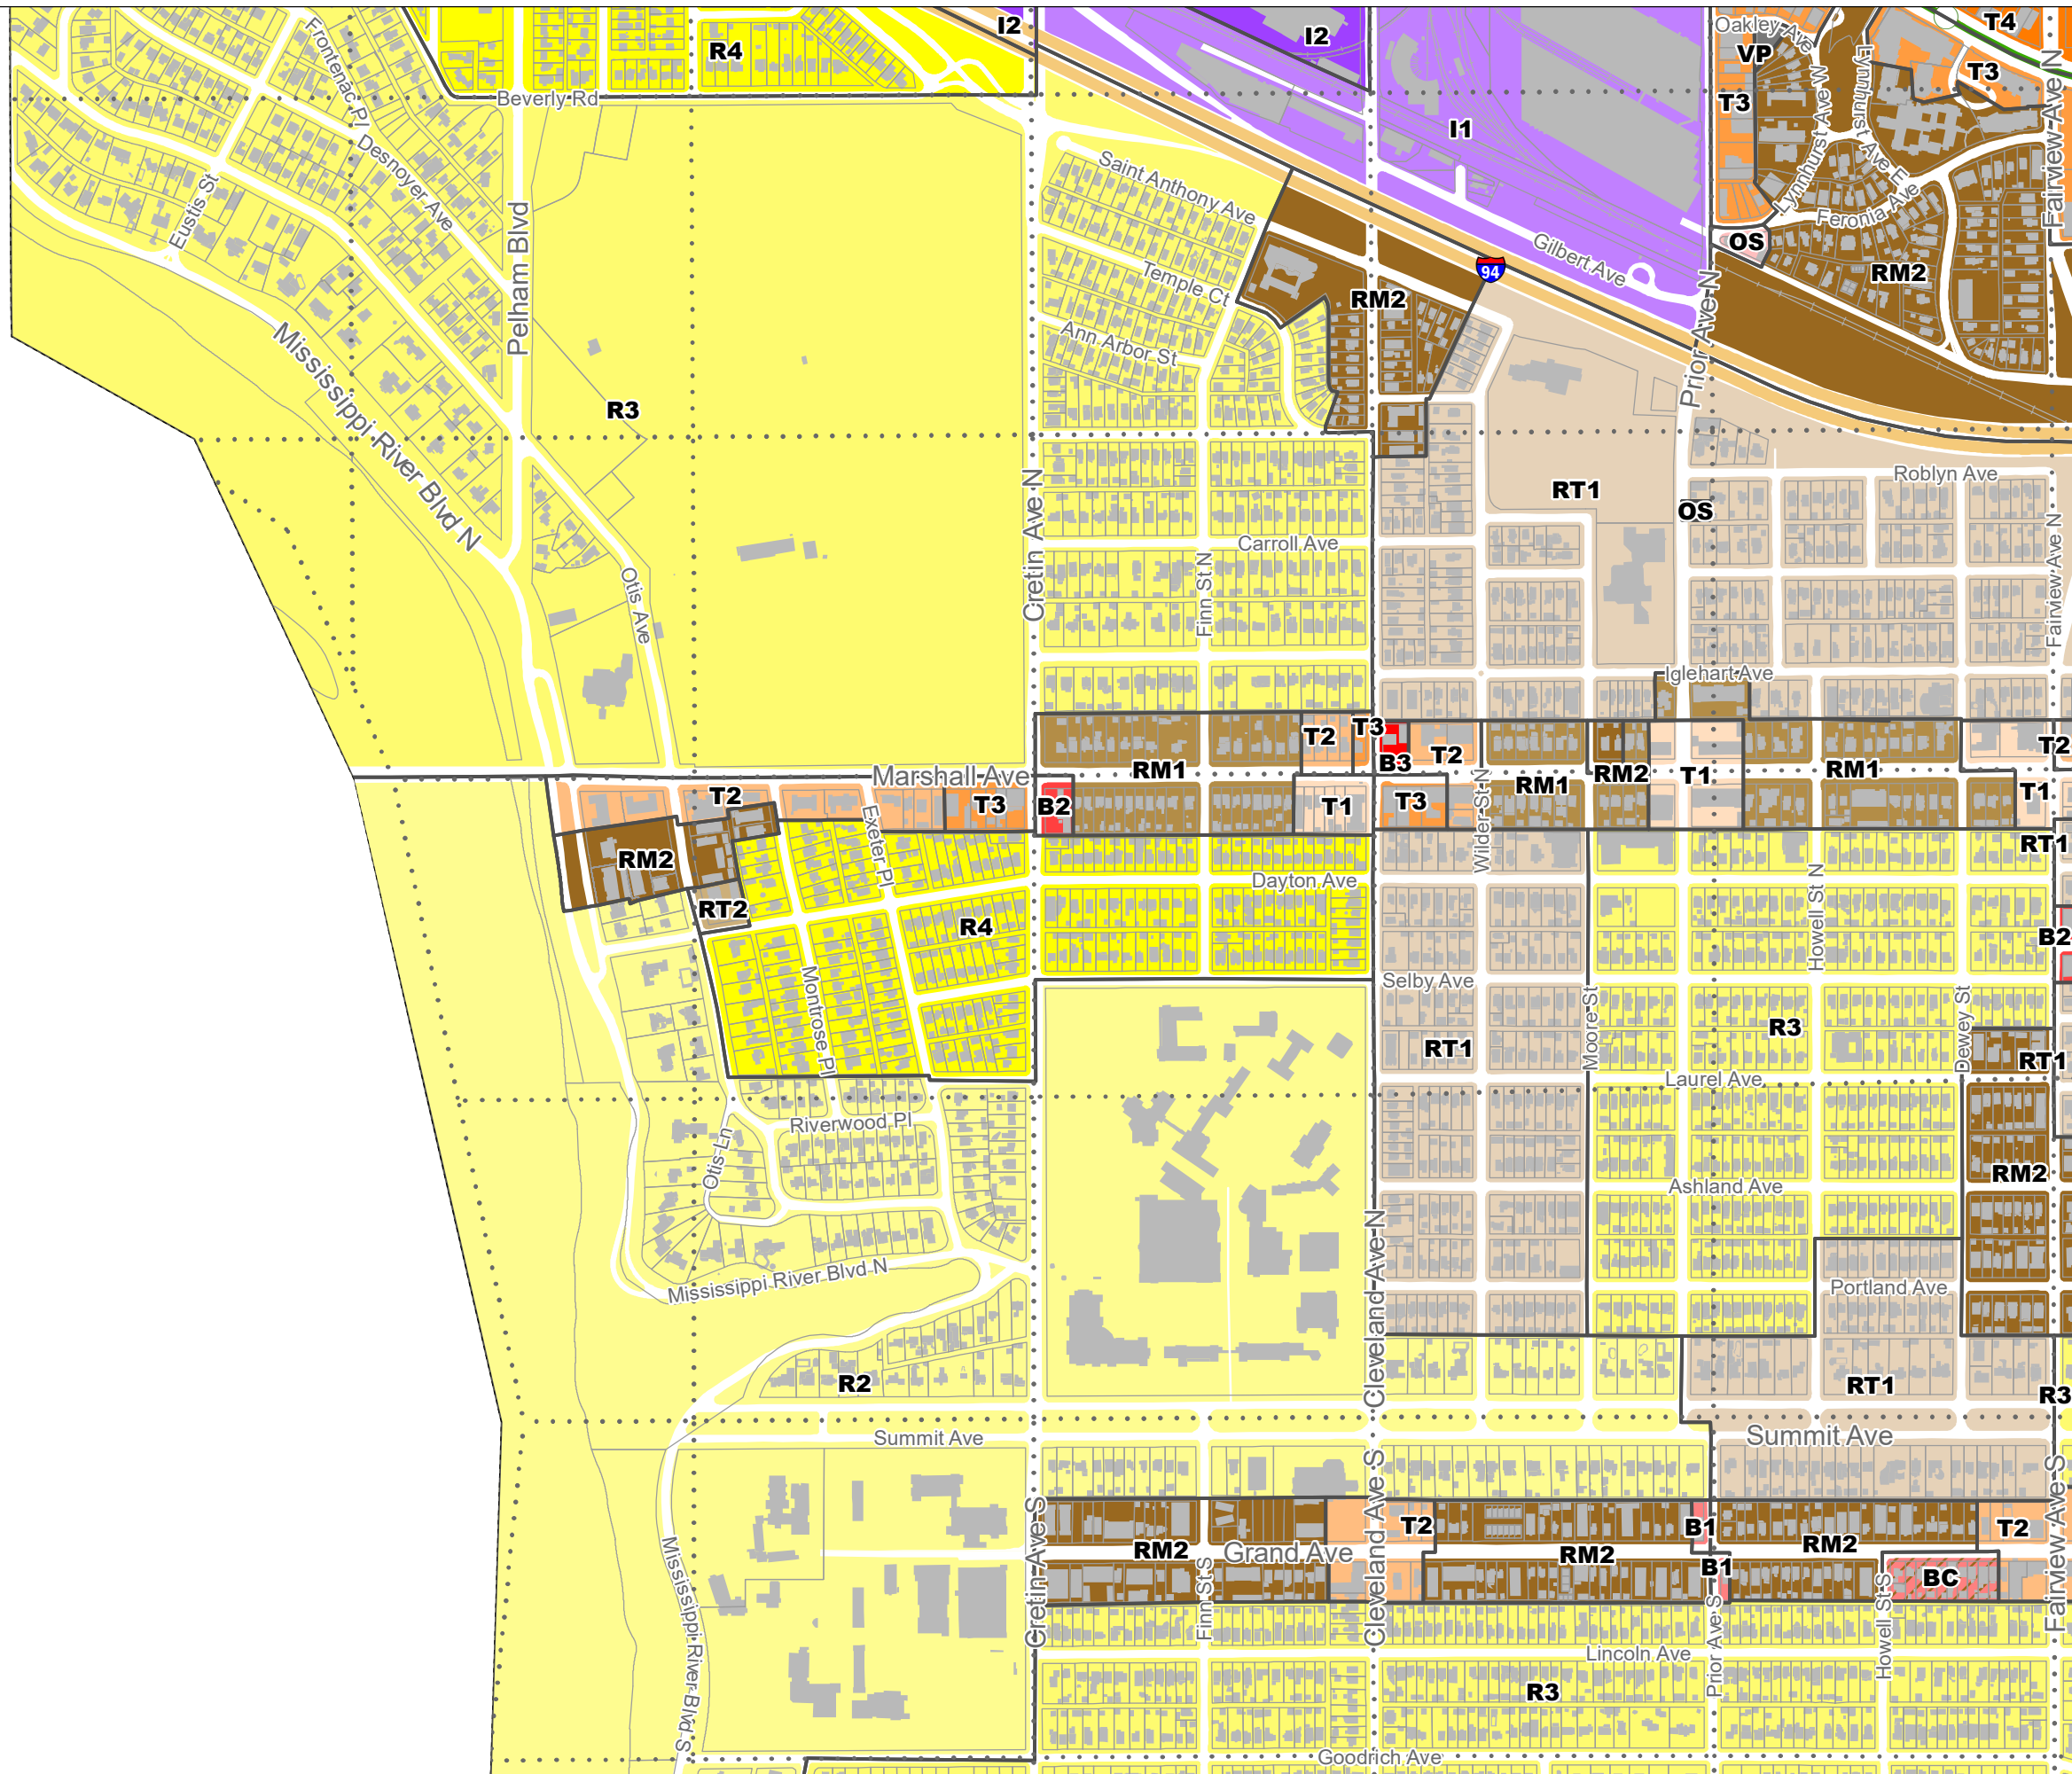 I2
I2
T4
Oakley Ave
VP
R4
Frontenac Pl
Lynnhurst Ave W
Lynnhurst Ave E
T3
Fairview Ave N
Beverly Rd
T3
I1
Desnoyer Ave
Saint Anthony Ave
Eustis St
Feronia Ave
Pelham Blvd
Gilbert Ave
OS
94
RM2
Temple Ct
RM2
Prior Ave N
Ann Arbor St
Mississippi River Blvd N
R3
Roblyn Ave
RT1
OS
Cretin Ave N
Carroll Ave
Finn St N
Otis Ave
Fairview Ave N
Iglehart Ave
T2
T3
B3
T2
T2
Marshall Ave
RM1
RM2
T1
RM1
RM1
T2
T3
B2
T1
T3
Wilder St N
T1
Exeter Pl
RM2
RT1
Dayton Ave
RT2
R4
Howell St N
B2
Montrose Pl
Selby Ave
Moore St
Dewey St
R3
RT1
RT1
Laurel Ave
Riverwood Pl
Otis Ln
RM2
Ashland Ave
Mississippi River Blvd N
Cleveland Ave N
Portland Ave
R2
RT1
R3
Summit Ave
Summit Ave
Cretin Ave S
Cleveland Ave S
Fairview Ave S
T2
B1
T2
RM2
Grand Ave
RM2
RM2
B1
BC
Mississippi River Blvd S
Finn St S
Prior Ave S
Howell St S
Lincoln Ave
R3
Goodrich Ave